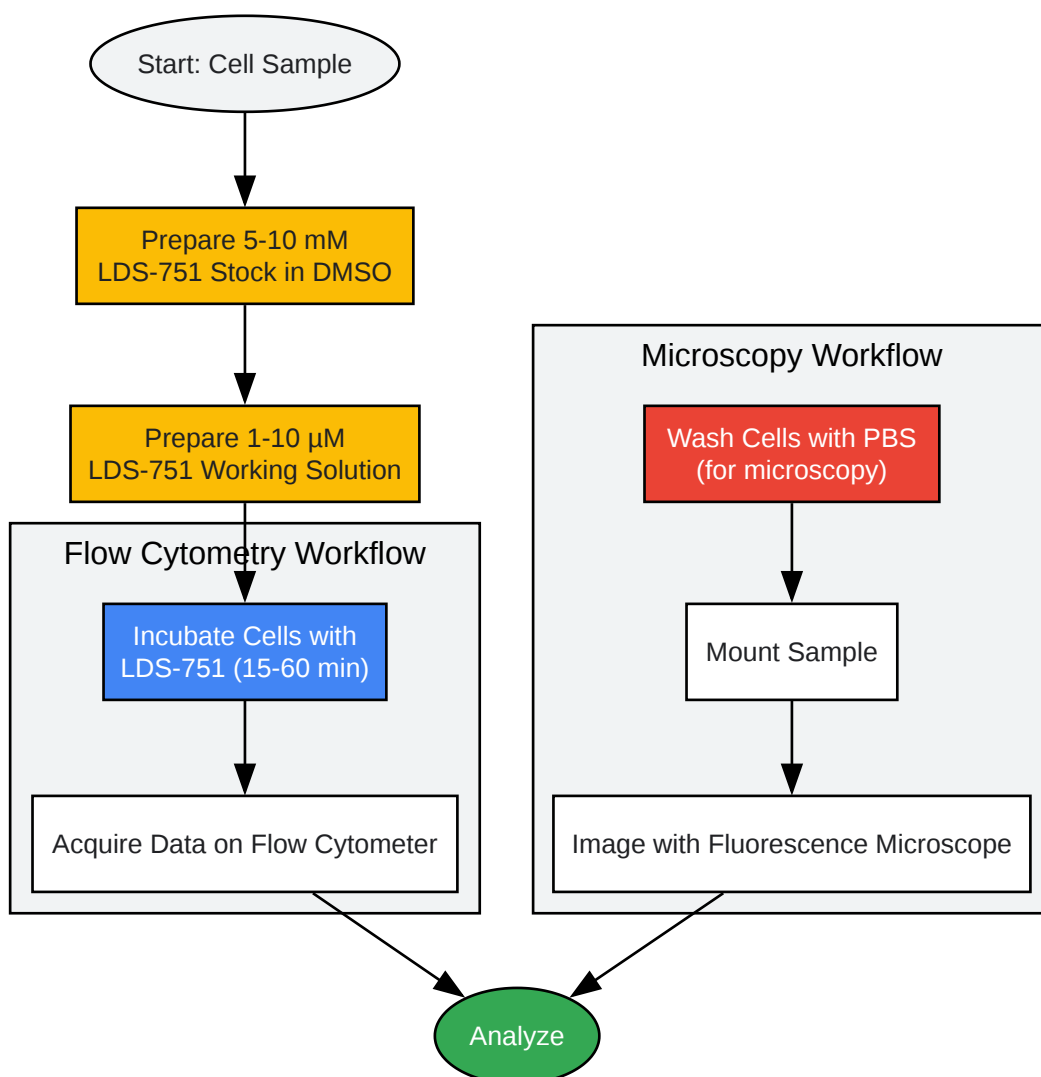 Start: Cell Sample
Prepare 5-10 mM
LDS-751 Stock in DMSO
Prepare 1-10 µM
LDS-751 Working Solution
Flow Cytometry Workflow
Incubate Cells with
LDS-751 (15-60 min)
Acquire Data on Flow Cytometer
Microscopy Workflow
Wash Cells with PBS
(for microscopy)
Mount Sample
Image with Fluorescence Microscope
Analyze